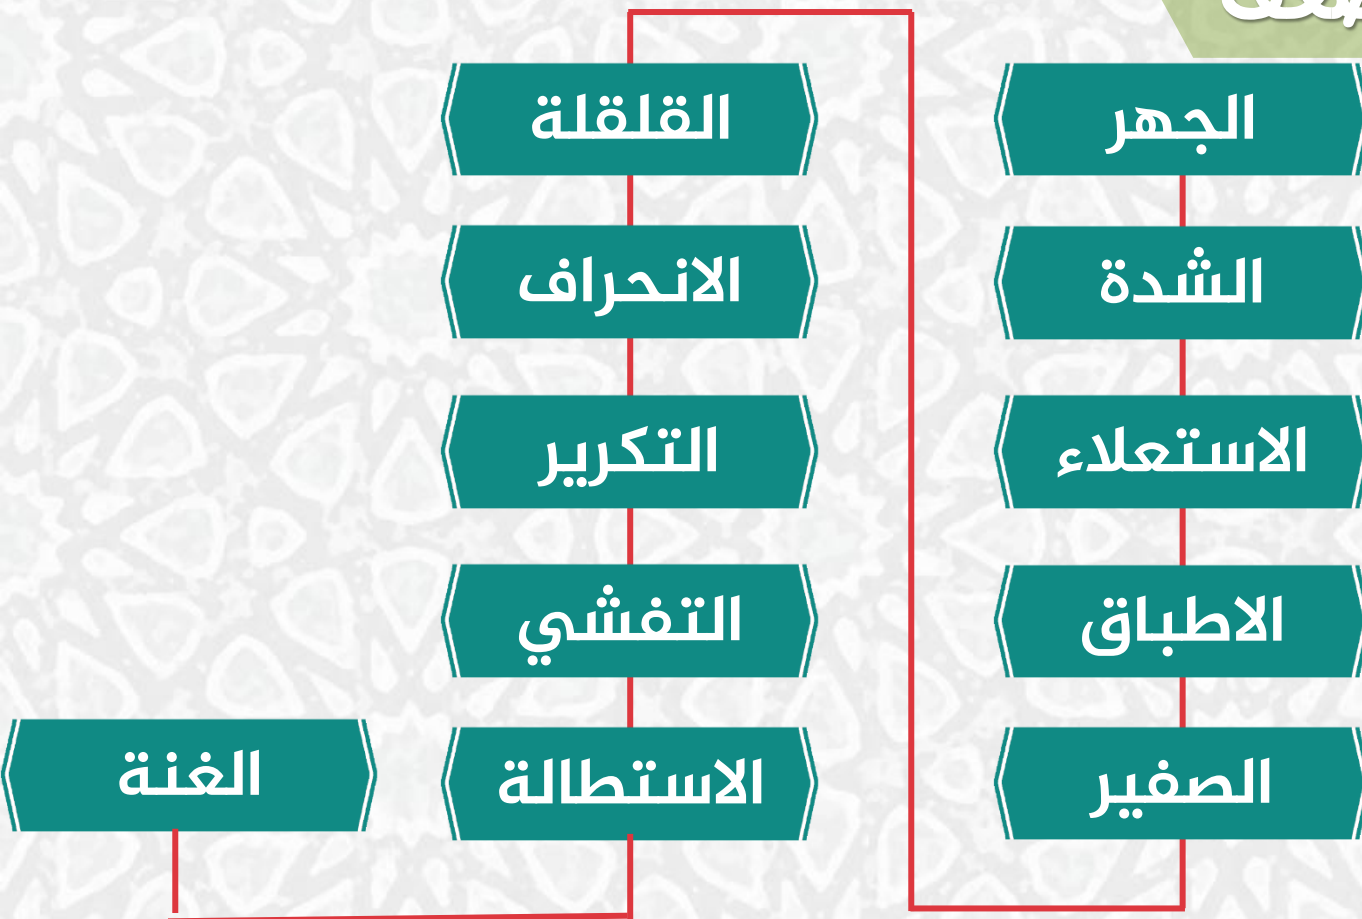 الجهر
الشدة
الاستعلاء
الاطباق
الصفير
القلقلة
الانحراف
التكرير
التفشي
الاستطالة
الغنة